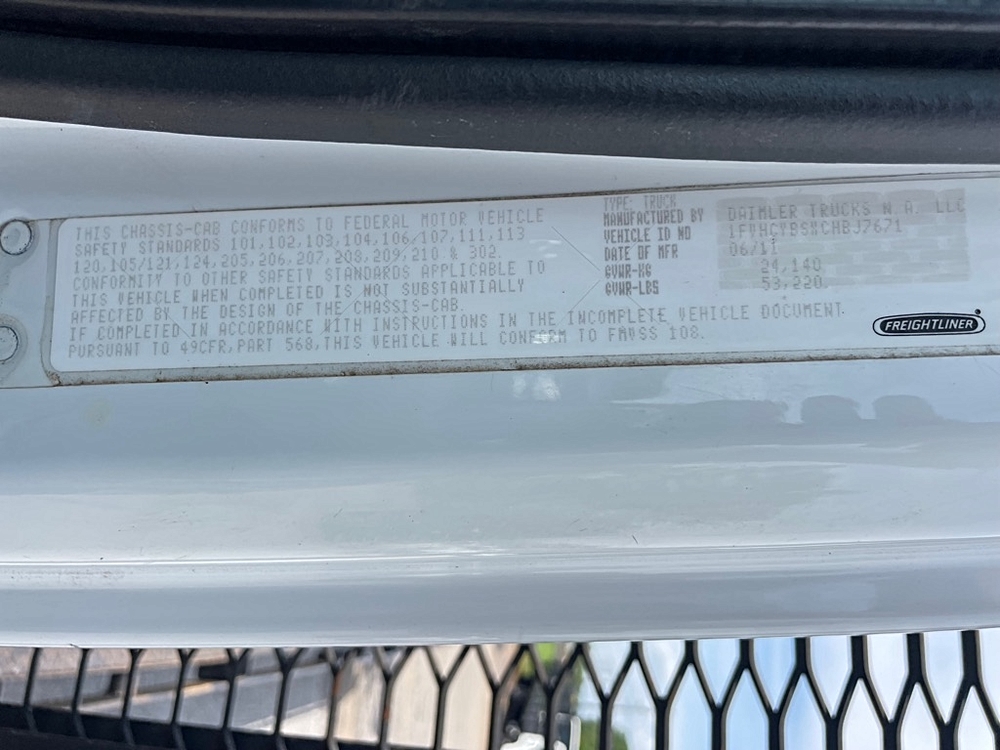 THIS CHASSIS-CAB CONFORMS TO FEDERAL MOTOR VEHICLE
SAFETY STANDARDS 101,102,103,104,106,107,111,113
120,105/121,124,205,206,207,208,209,210 & 302.
CONFORMITY TO OTHER SAFETY STANDARDS APPLICABLE TO
THIS VEHICLE WHEN COMPLETED IS NOT SUBSTANTIALLY
AFFECTED BY THE DESIGN OF THE CHASSIS-CAB.
IF COMPLETED IN ACCORDANCE WITH INSTRUCTIONS IN THE INCOMPLETE VEHICLE DOCUMENT
PURSUANT TO 49CFR,PART 568,THIS VEHICLE WILL CONFORM TO FMVSS 108.
TYPE: TRUCK
MANUFACTURED BY DAIMLER TRUCKS N.A. LLC
VEHICLE ID NO
DATE OF MFR 06/11
GVWR-KG 24,140
GVWR-LBS 53,220
FREIGHTLINER